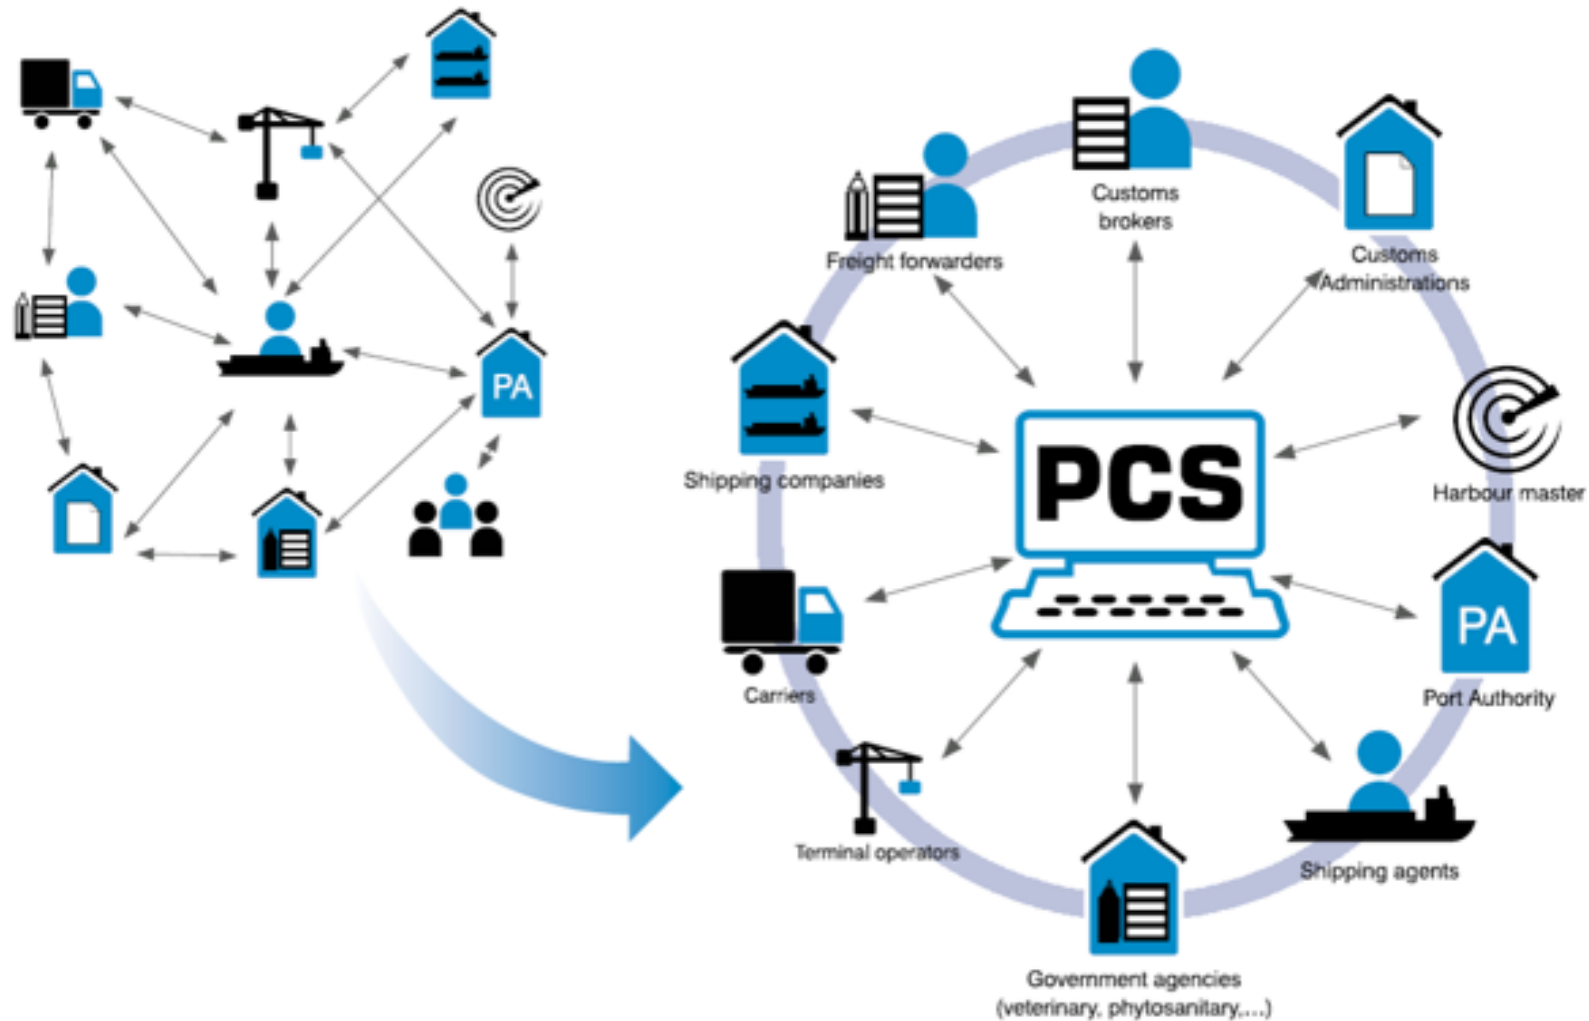 PA
Customs
brokers
Customs
Administrations
Freight forwarders
Shipping companies
PCS
Harbour master
PA
Port Authority
Carriers
Terminal operators
Shipping agents
Government agencies
(veterinary, phytosanitary,...)